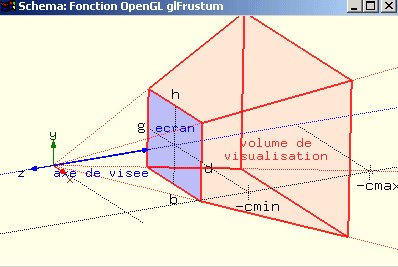 Schema: Fonction OpenGL glFrustum
h
g
ecran
y
volume de
visualisation
d
z
axe de visee
x
-cmax
b
-cmin